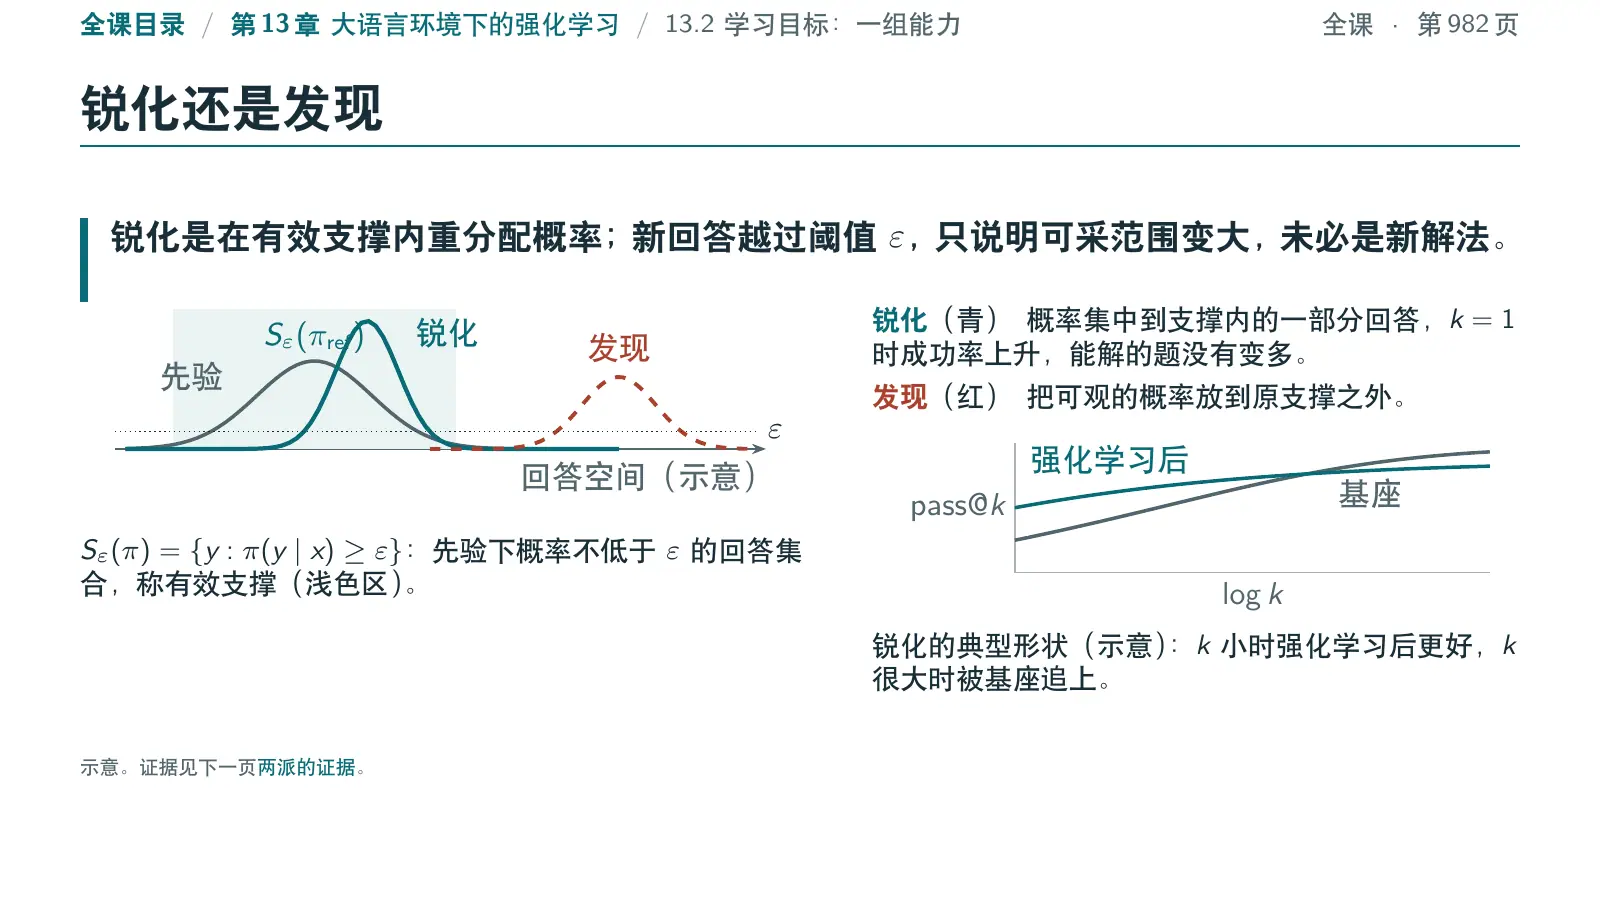 全课目录 / 第 13 章 大语言环境下的强化学习 / 13.2 学习目标：一组能力
全课 · 第 982 页
锐化还是发现
锐化是在有效支撑内重分配概率；新回答越过阈值 ε，只说明可采范围变大，未必是新解法。
Sε(πref)
锐化
先验
发现
ε
回答空间（示意）
Sε(π) = {y : π(y | x) ≥ ε}：先验下概率不低于 ε 的回答集
合，称有效支撑（浅色区）。
锐化（青） 概率集中到支撑内的一部分回答，k = 1
时成功率上升，能解的题没有变多。
发现（红） 把可观的概率放到原支撑之外。
强化学习后
基座
pass@k
log k
锐化的典型形状（示意）：k 小时强化学习后更好，k
很大时被基座追上。
示意。证据见下一页两派的证据。